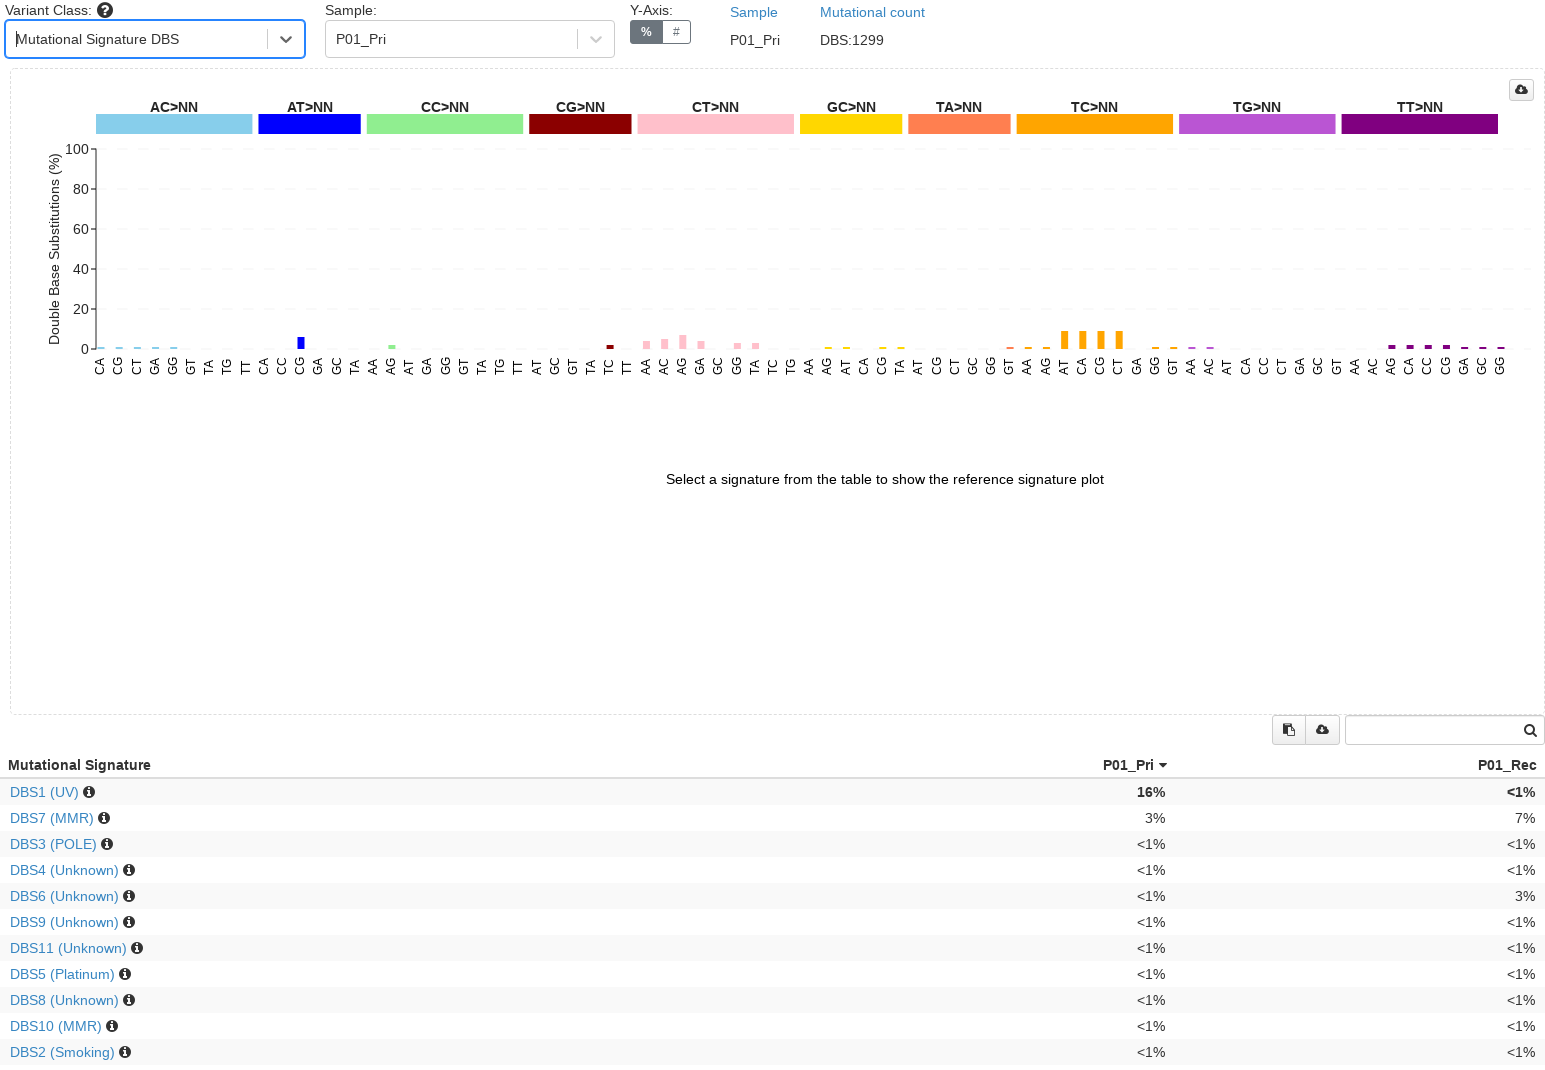 Variant Class:
Sample:
Y-Axis:
Sample
Mutational count
Mutational Signature DBS
P01_Pri
% #
P01_Pri
DBS:1299
AC>NN AT>NN CC>NN CG>NN CT>NN GC>NN TA>NN TC>NN TG>NN TT>NN
Double Base Substitutions (%)
100
80
60
40
20
0
CA CG CT GA GG GT TA TG TT CA CC CG GA GC TA AA AG AT GA GG GT TA TG TT AT GC GT TA TC TT AA AC AG GA GC GG TA TC TG AA AG AT CA CG TA AT CG CT GC GG GT AA AG AT CA CG CT GA GG GT AA AC AT CA CC CT GA GC GT AA AC AG CA CC CG GA GC GG
Select a signature from the table to show the reference signature plot
Mutational Signature P01_Pri P01_Rec
DBS1 (UV) 16% <1%
DBS7 (MMR) 3% 7%
DBS3 (POLE) <1% <1%
DBS4 (Unknown) <1% <1%
DBS6 (Unknown) <1% 3%
DBS9 (Unknown) <1% <1%
DBS11 (Unknown) <1% <1%
DBS5 (Platinum) <1% <1%
DBS8 (Unknown) <1% <1%
DBS10 (MMR) <1% <1%
DBS2 (Smoking) <1% <1%